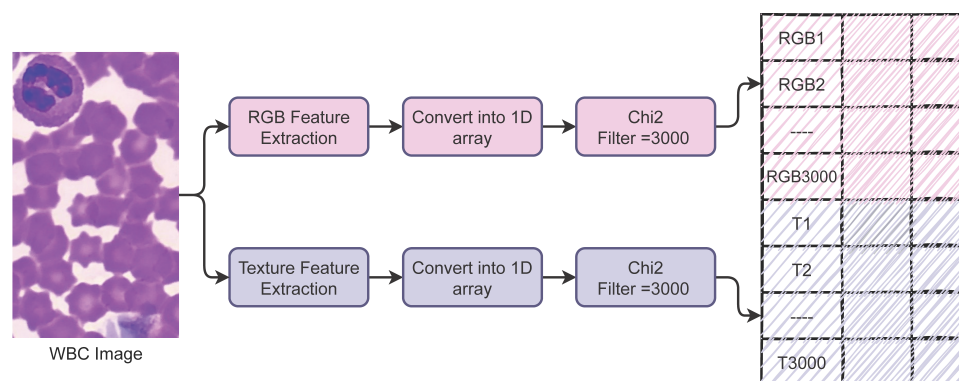 WBC Image
RGB Feature
Extraction
Convert into 1D
array
Chi2
Filter =3000
Texture Feature
Extraction
Convert into 1D
array
Chi2
Filter =3000
RGB1
RGB2
----
RGB3000
T1
T2
----
T3000